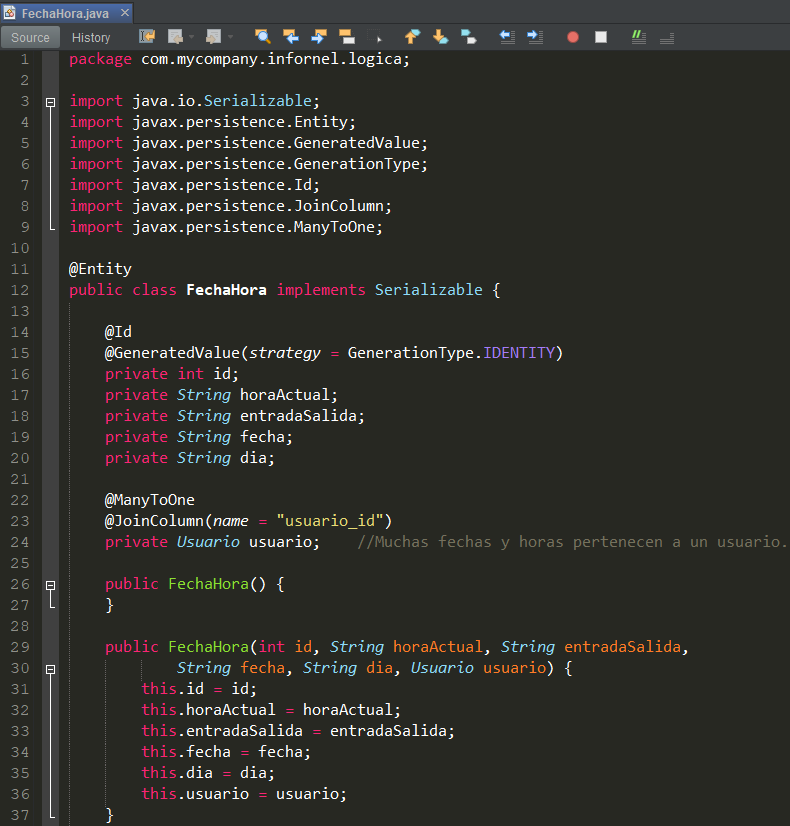 FechaHora.java
Source History
1 package com.mycompany.infornel.logica;
2
3 import java.io.Serializable;
4 import javax.persistence.Entity;
5 import javax.persistence.GeneratedValue;
6 import javax.persistence.GenerationType;
7 import javax.persistence.Id;
8 import javax.persistence.JoinColumn;
9 import javax.persistence.ManyToOne;
10
11 @Entity
12 public class FechaHora implements Serializable {
13
14 @Id
15 @GeneratedValue(strategy = GenerationType.IDENTITY)
16 private int id;
17 private String horaActual;
18 private String entradaSalida;
19 private String fecha;
20 private String dia;
21
22 @ManyToOne
23 @JoinColumn(name = "usuario_id")
24 private Usuario usuario; //Muchas fechas y horas pertenecen a un usuario.
25
26 public FechaHora() {
27 }
28
29 public FechaHora(int id, String horaActual, String entradaSalida,
30 String fecha, String dia, Usuario usuario) {
31 this.id = id;
32 this.horaActual = horaActual;
33 this.entradaSalida = entradaSalida;
34 this.fecha = fecha;
35 this.dia = dia;
36 this.usuario = usuario;
37 }